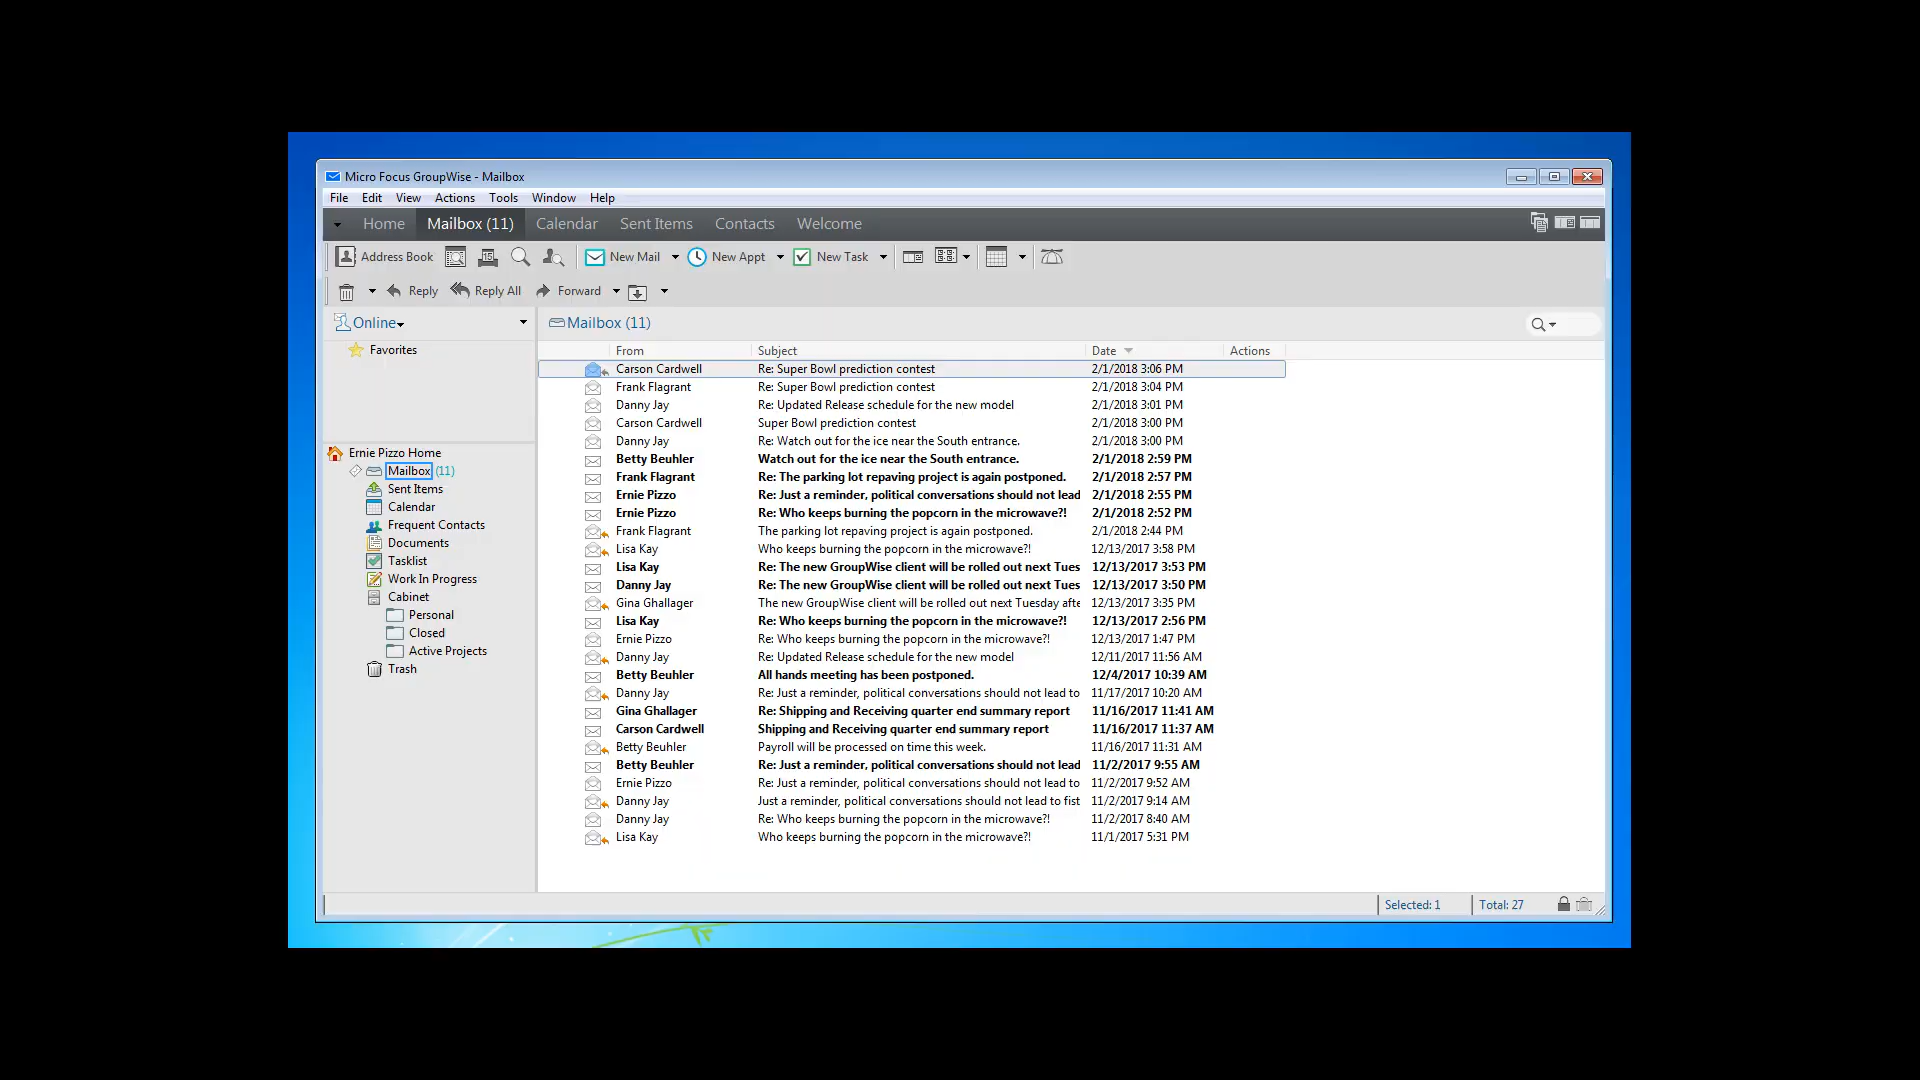 Micro Focus GroupWise - Mailbox
File Edit View Actions Tools Window Help
Home Mailbox (11) Calendar Sent Items Contacts Welcome
Address Book 15 New Mail New Appt New Task
Reply Reply All Forward
Online
Mailbox (11)
Favorites
Ernie Pizzo Home
Mailbox (11)
Sent Items
Calendar
Frequent Contacts
Documents
Tasklist
Work In Progress
Cabinet
Personal
Closed
Active Projects
Trash
From Subject Date Actions
Carson Cardwell Re: Super Bowl prediction contest 2/1/2018 3:06 PM
Frank Flagrant Re: Super Bowl prediction contest 2/1/2018 3:04 PM
Danny Jay Re: Updated Release schedule for the new model 2/1/2018 3:01 PM
Carson Cardwell Super Bowl prediction contest 2/1/2018 3:00 PM
Danny Jay Re: Watch out for the ice near the South entrance. 2/1/2018 3:00 PM
Betty Beuhler Watch out for the ice near the South entrance. 2/1/2018 2:59 PM
Frank Flagrant Re: The parking lot repaving project is again postponed. 2/1/2018 2:57 PM
Ernie Pizzo Re: Just a reminder, political conversations should not lead 2/1/2018 2:55 PM
Ernie Pizzo Re: Who keeps burning the popcorn in the microwave?! 2/1/2018 2:52 PM
Frank Flagrant The parking lot repaving project is again postponed. 2/1/2018 2:44 PM
Lisa Kay Who keeps burning the popcorn in the microwave?! 12/13/2017 3:58 PM
Lisa Kay Re: The new GroupWise client will be rolled out next Tues 12/13/2017 3:53 PM
Danny Jay Re: The new GroupWise client will be rolled out next Tues 12/13/2017 3:50 PM
Gina Ghallager The new GroupWise client will be rolled out next Tuesday afte 12/13/2017 3:35 PM
Lisa Kay Re: Who keeps burning the popcorn in the microwave?! 12/13/2017 2:56 PM
Ernie Pizzo Re: Who keeps burning the popcorn in the microwave?! 12/13/2017 1:47 PM
Danny Jay Re: Updated Release schedule for the new model 12/11/2017 11:56 AM
Betty Beuhler All hands meeting has been postponed. 12/4/2017 10:39 AM
Danny Jay Re: Just a reminder, political conversations should not lead to 11/17/2017 10:20 AM
Gina Ghallager Re: Shipping and Receiving quarter end summary report 11/16/2017 11:41 AM
Carson Cardwell Shipping and Receiving quarter end summary report 11/16/2017 11:37 AM
Betty Beuhler Payroll will be processed on time this week. 11/16/2017 11:31 AM
Betty Beuhler Re: Just a reminder, political conversations should not lead 11/2/2017 9:55 AM
Ernie Pizzo Re: Just a reminder, political conversations should not lead to 11/2/2017 9:52 AM
Danny Jay Just a reminder, political conversations should not lead to fist 11/2/2017 9:14 AM
Danny Jay Re: Who keeps burning the popcorn in the microwave?! 11/2/2017 8:40 AM
Lisa Kay Who keeps burning the popcorn in the microwave?! 11/1/2017 5:31 PM
Selected: 1 Total: 27